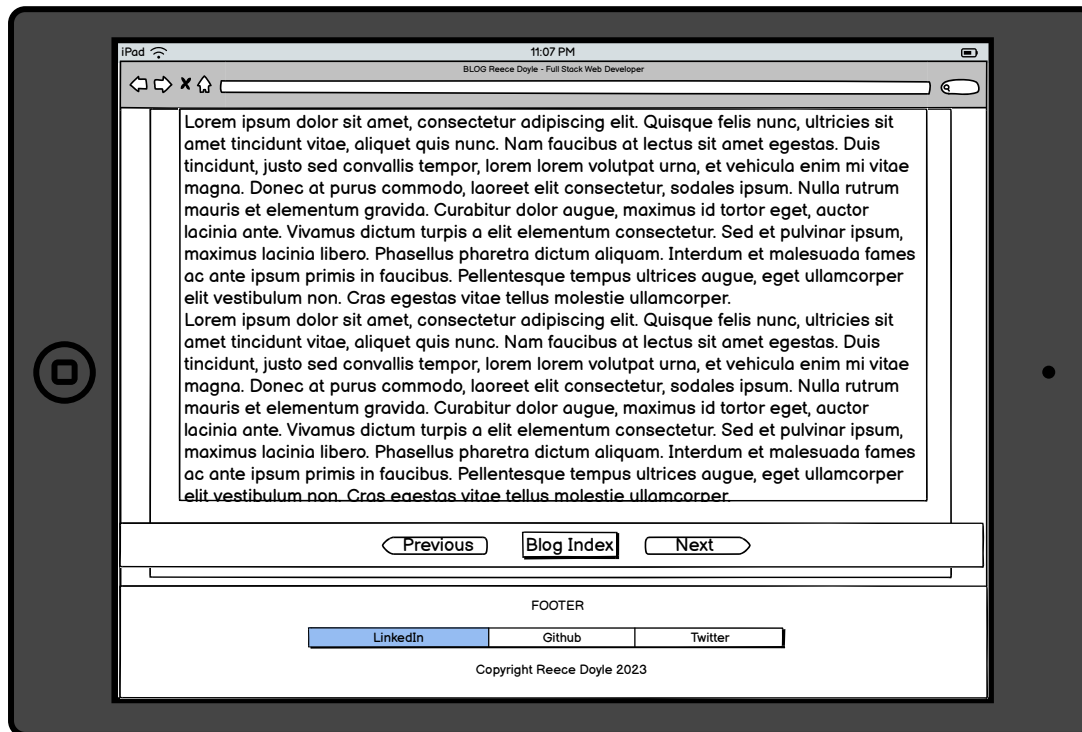 iPad 11:07 PM
BLOG Reece Doyle - Full Stack Web Developer
Lorem ipsum dolor sit amet, consectetur adipiscing elit. Quisque felis nunc, ultricies sit
amet tincidunt vitae, aliquet quis nunc. Nam faucibus at lectus sit amet egestas. Duis
tincidunt, justo sed convallis tempor, lorem lorem volutpat urna, et vehicula enim mi vitae
magna. Donec at purus commodo, laoreet elit consectetur, sodales ipsum. Nulla rutrum
mauris et elementum gravida. Curabitur dolor augue, maximus id tortor eget, auctor
lacinia ante. Vivamus dictum turpis a elit elementum consectetur. Sed et pulvinar ipsum,
maximus lacinia libero. Phasellus pharetra dictum aliquam. Interdum et malesuada fames
ac ante ipsum primis in faucibus. Pellentesque tempus ultrices augue, eget ullamcorper
elit vestibulum non. Cras egestas vitae tellus molestie ullamcorper.
Lorem ipsum dolor sit amet, consectetur adipiscing elit. Quisque felis nunc, ultricies sit
amet tincidunt vitae, aliquet quis nunc. Nam faucibus at lectus sit amet egestas. Duis
tincidunt, justo sed convallis tempor, lorem lorem volutpat urna, et vehicula enim mi vitae
magna. Donec at purus commodo, laoreet elit consectetur, sodales ipsum. Nulla rutrum
mauris et elementum gravida. Curabitur dolor augue, maximus id tortor eget, auctor
lacinia ante. Vivamus dictum turpis a elit elementum consectetur. Sed et pulvinar ipsum,
maximus lacinia libero. Phasellus pharetra dictum aliquam. Interdum et malesuada fames
ac ante ipsum primis in faucibus. Pellentesque tempus ultrices augue, eget ullamcorper
elit vestibulum non. Cras egestas vitae tellus molestie ullamcorper.
Previous Blog Index Next
FOOTER
LinkedIn Github Twitter
Copyright Reece Doyle 2023